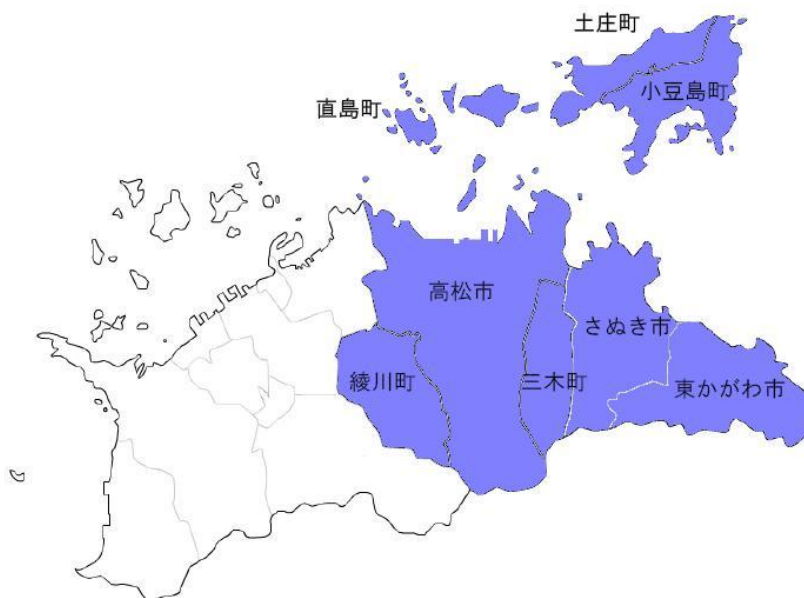 土庄町
小豆島町
直島町
高松市
さぬき市
綾川町
三木町
東かがわ市